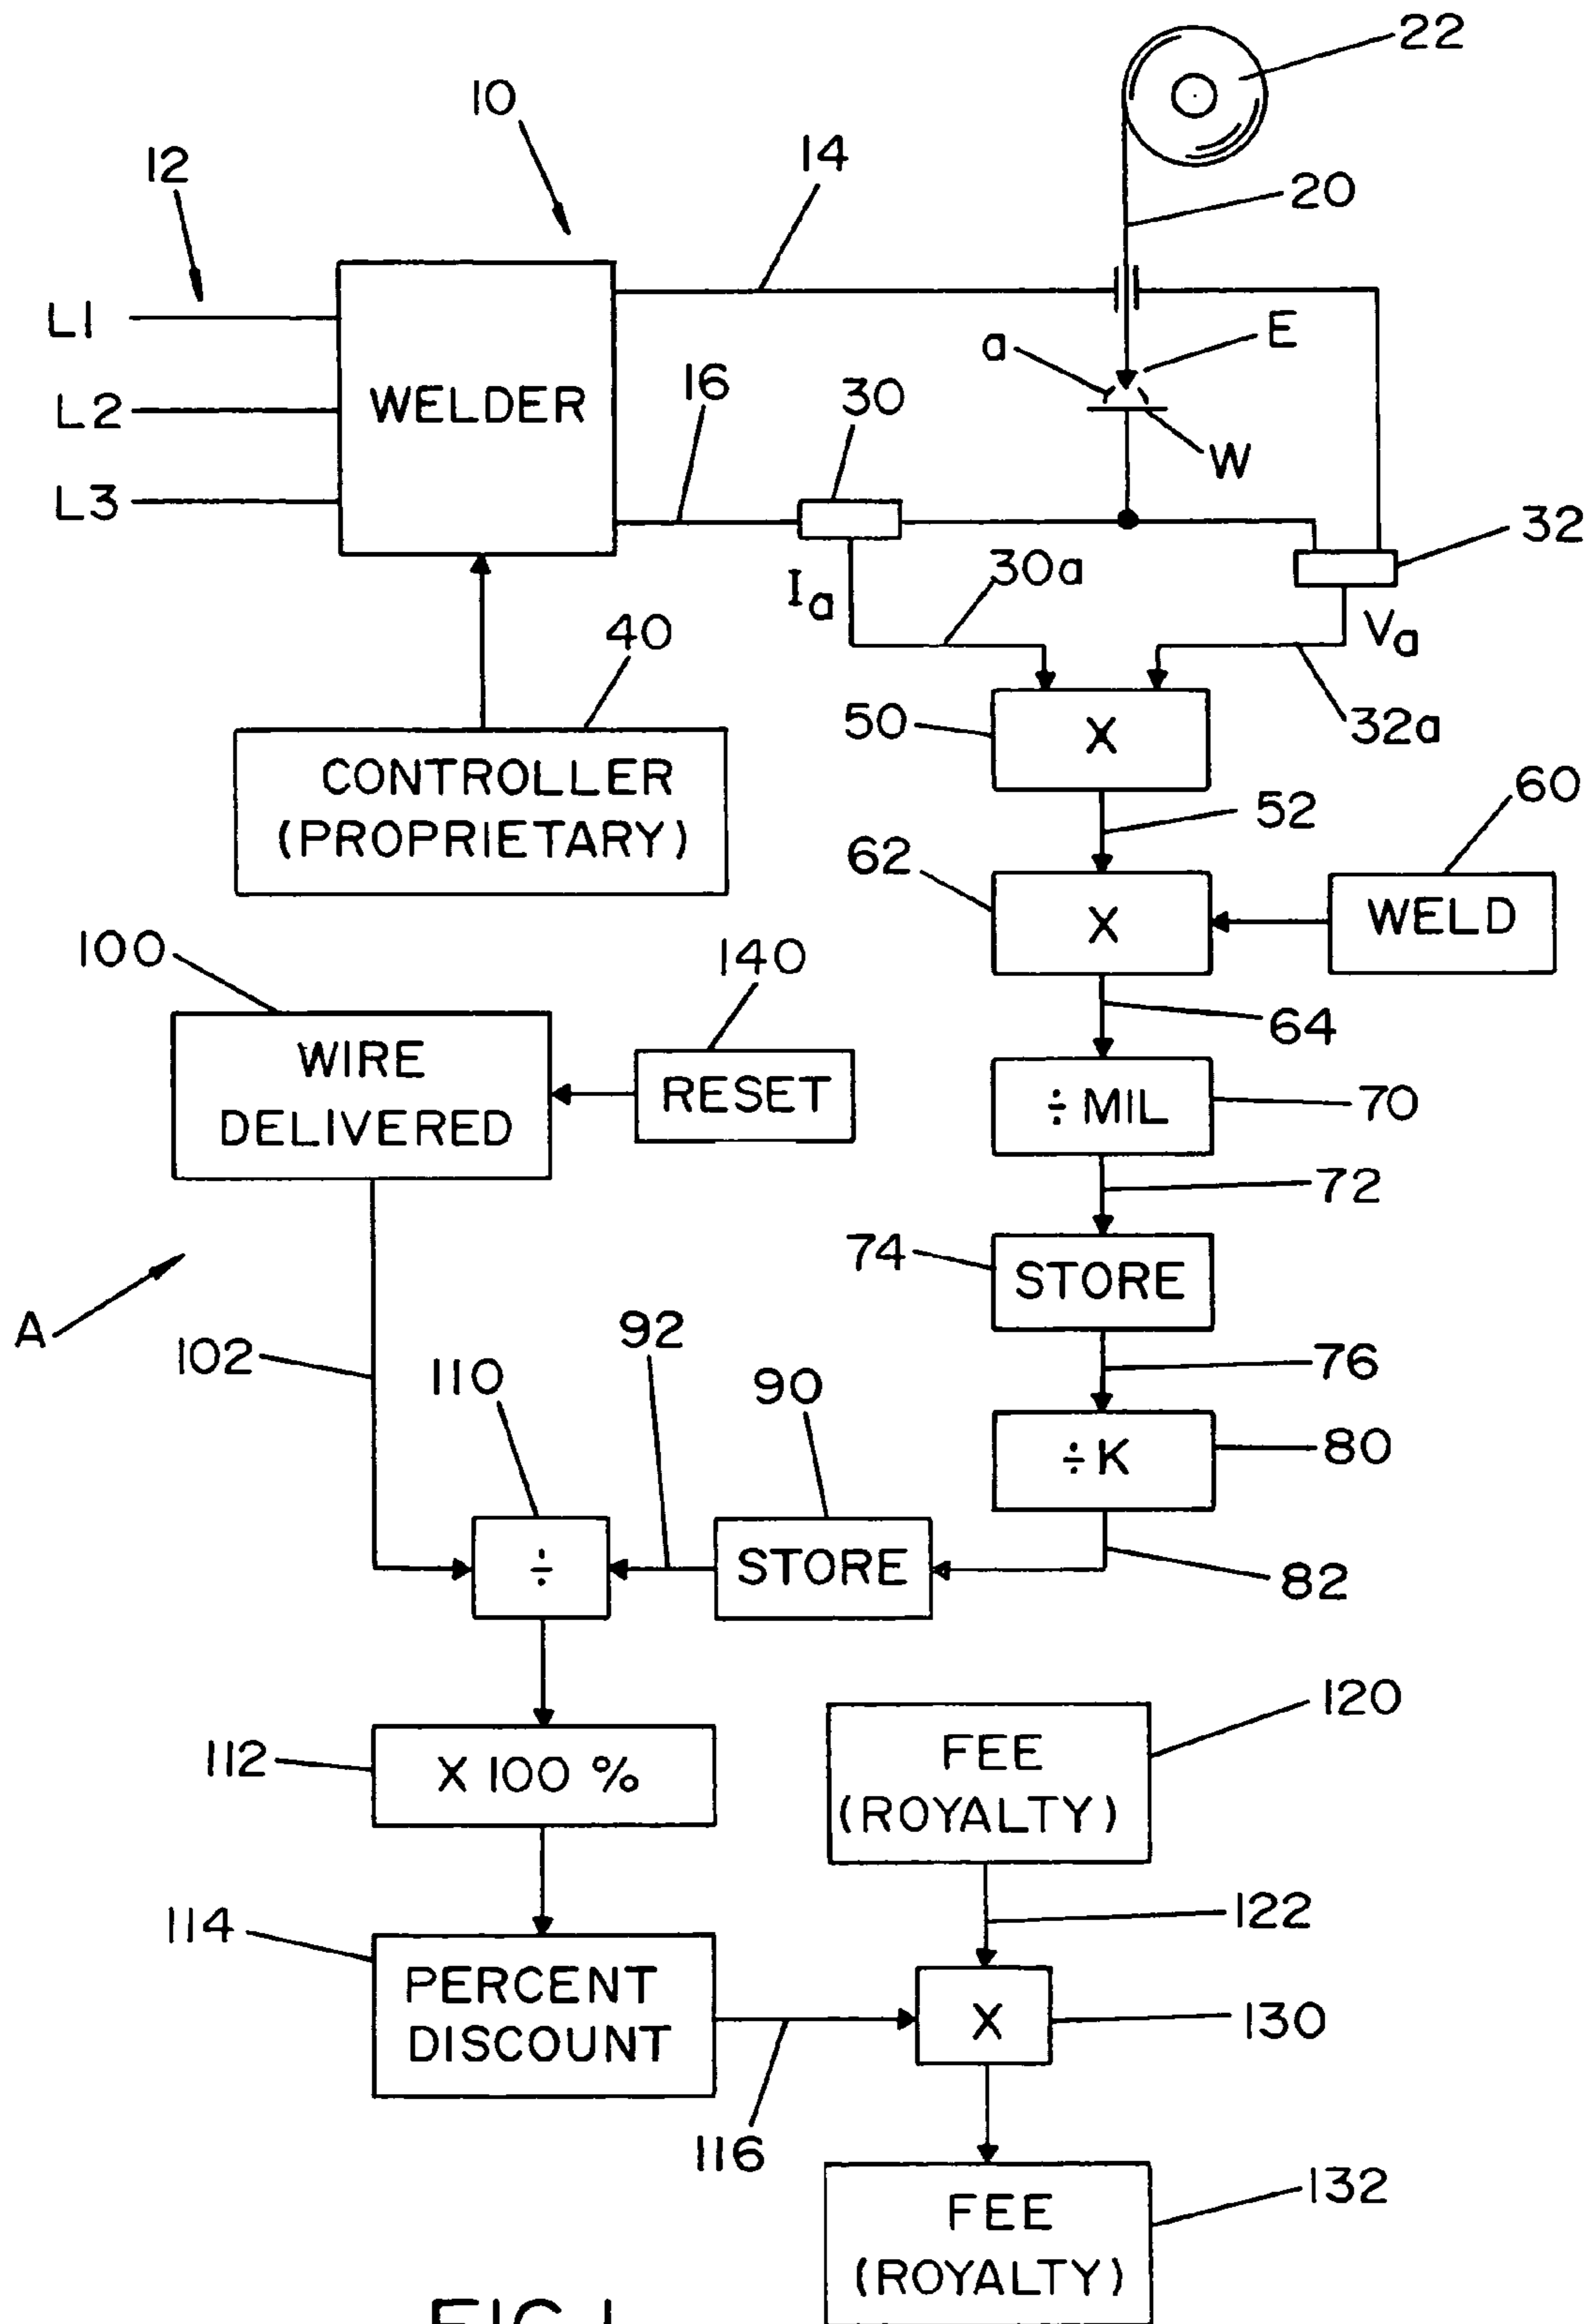 22
10
14
12
20
L1
E
a
16
30
L2
WELDER
W
L3
32
30a
Ia
Va
40
50
X
32a
CONTROLLER
(PROPRIETARY)
52
60
62
X
WELD
100
140
64
WIRE
DELIVERED
RESET
÷ MIL
70
72
74
STORE
A
102
92
76
110
90
÷ K
80
÷
STORE
82
120
112
X 100 %
FEE
(ROYALTY)
122
114
PERCENT
DISCOUNT
X
130
116
132
FEE
(ROYALTY)